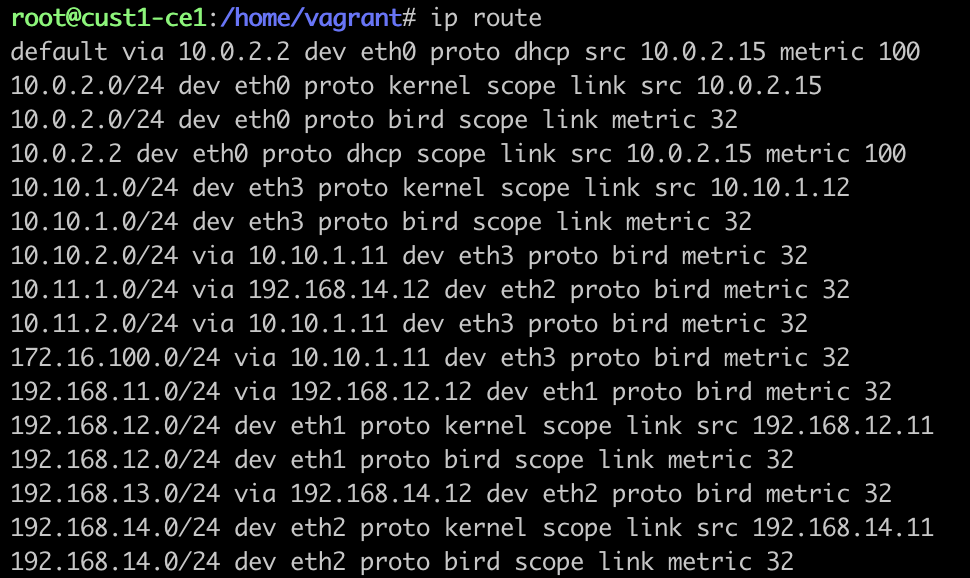 root@cust1-ce1:/home/vagrant# ip route
default via 10.0.2.2 dev eth0 proto dhcp src 10.0.2.15 metric 100
10.0.2.0/24 dev eth0 proto kernel scope link src 10.0.2.15
10.0.2.0/24 dev eth0 proto bird scope link metric 32
10.0.2.2 dev eth0 proto dhcp scope link src 10.0.2.15 metric 100
10.10.1.0/24 dev eth3 proto kernel scope link src 10.10.1.12
10.10.1.0/24 dev eth3 proto bird scope link metric 32
10.10.2.0/24 via 10.10.1.11 dev eth3 proto bird metric 32
10.11.1.0/24 via 192.168.14.12 dev eth2 proto bird metric 32
10.11.2.0/24 via 10.10.1.11 dev eth3 proto bird metric 32
172.16.100.0/24 via 10.10.1.11 dev eth3 proto bird metric 32
192.168.11.0/24 via 192.168.12.12 dev eth1 proto bird metric 32
192.168.12.0/24 dev eth1 proto kernel scope link src 192.168.12.11
192.168.12.0/24 dev eth1 proto bird scope link metric 32
192.168.13.0/24 via 192.168.14.12 dev eth2 proto bird metric 32
192.168.14.0/24 dev eth2 proto kernel scope link src 192.168.14.11
192.168.14.0/24 dev eth2 proto bird scope link metric 32